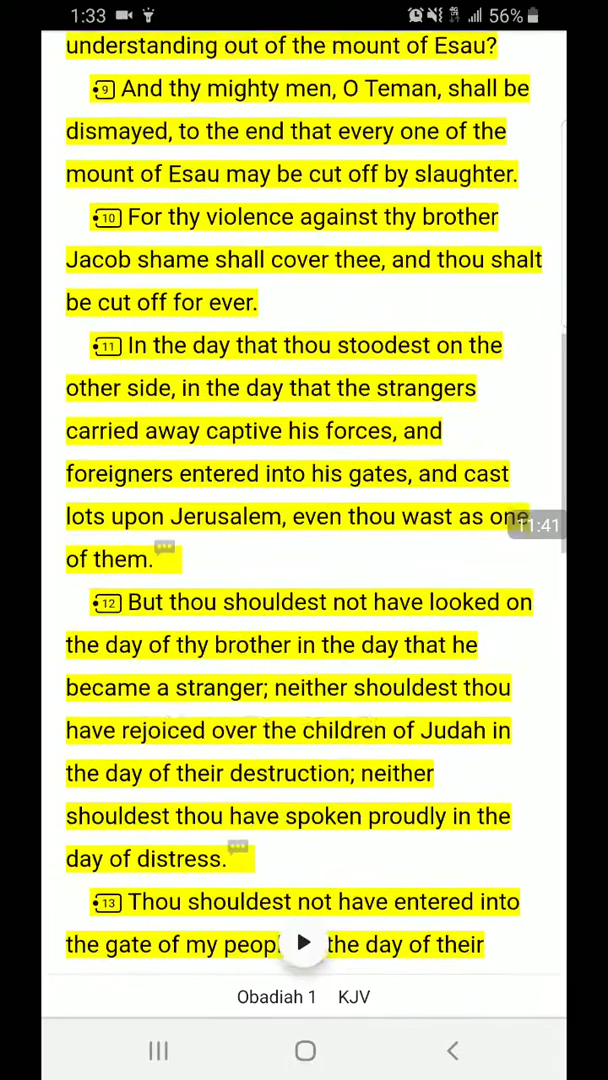 1:33 56%
understanding out of the mount of Esau?
9 And thy mighty men, O Teman, shall be
dismayed, to the end that every one of the
mount of Esau may be cut off by slaughter.
10 For thy violence against thy brother
Jacob shame shall cover thee, and thou shalt
be cut off for ever.
11 In the day that thou stoodest on the
other side, in the day that the strangers
carried away captive his forces, and
foreigners entered into his gates, and cast
lots upon Jerusalem, even thou wast as one
11:41
of them.
12 But thou shouldest not have looked on
the day of thy brother in the day that he
became a stranger; neither shouldest thou
have rejoiced over the children of Judah in
the day of their destruction; neither
shouldest thou have spoken proudly in the
day of distress.
13 Thou shouldest not have entered into
the gate of my the day of their
Obadiah 1 KJV